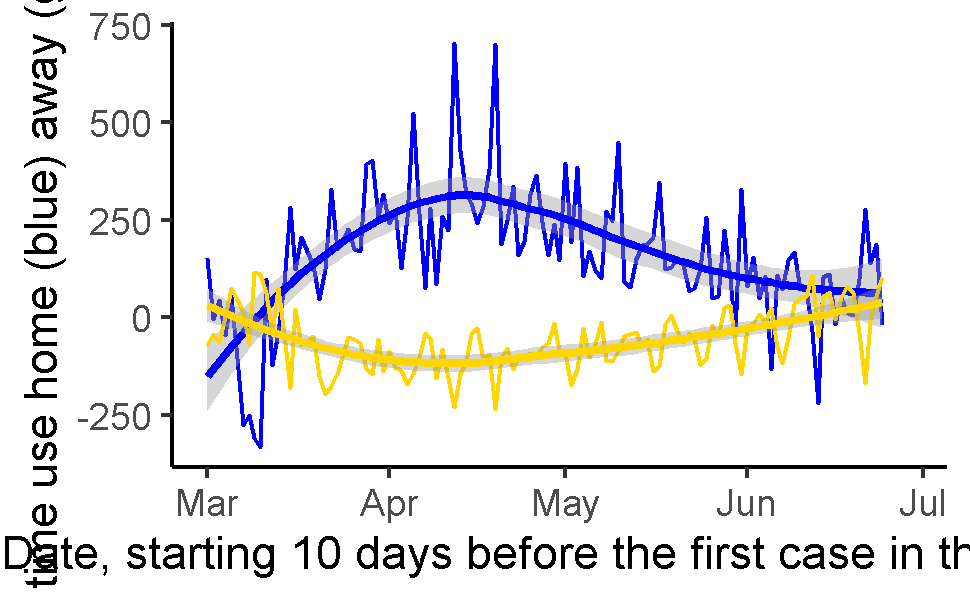 750
500
250
0
-250
time use home (blue) away (
Mar Apr May Jun Jul
Date, starting 10 days before the first case in th